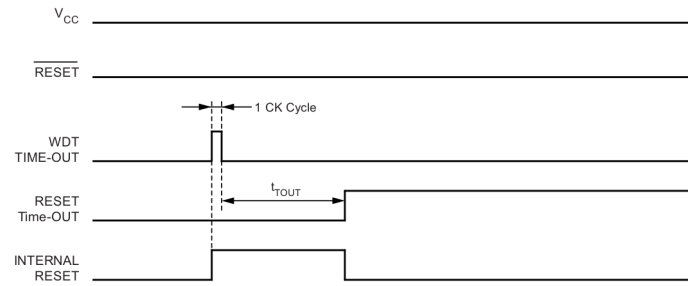 VCC
RESET
1 CK Cycle
WDT
TIME-OUT
tTOUT
RESET
Time-OUT
INTERNAL
RESET